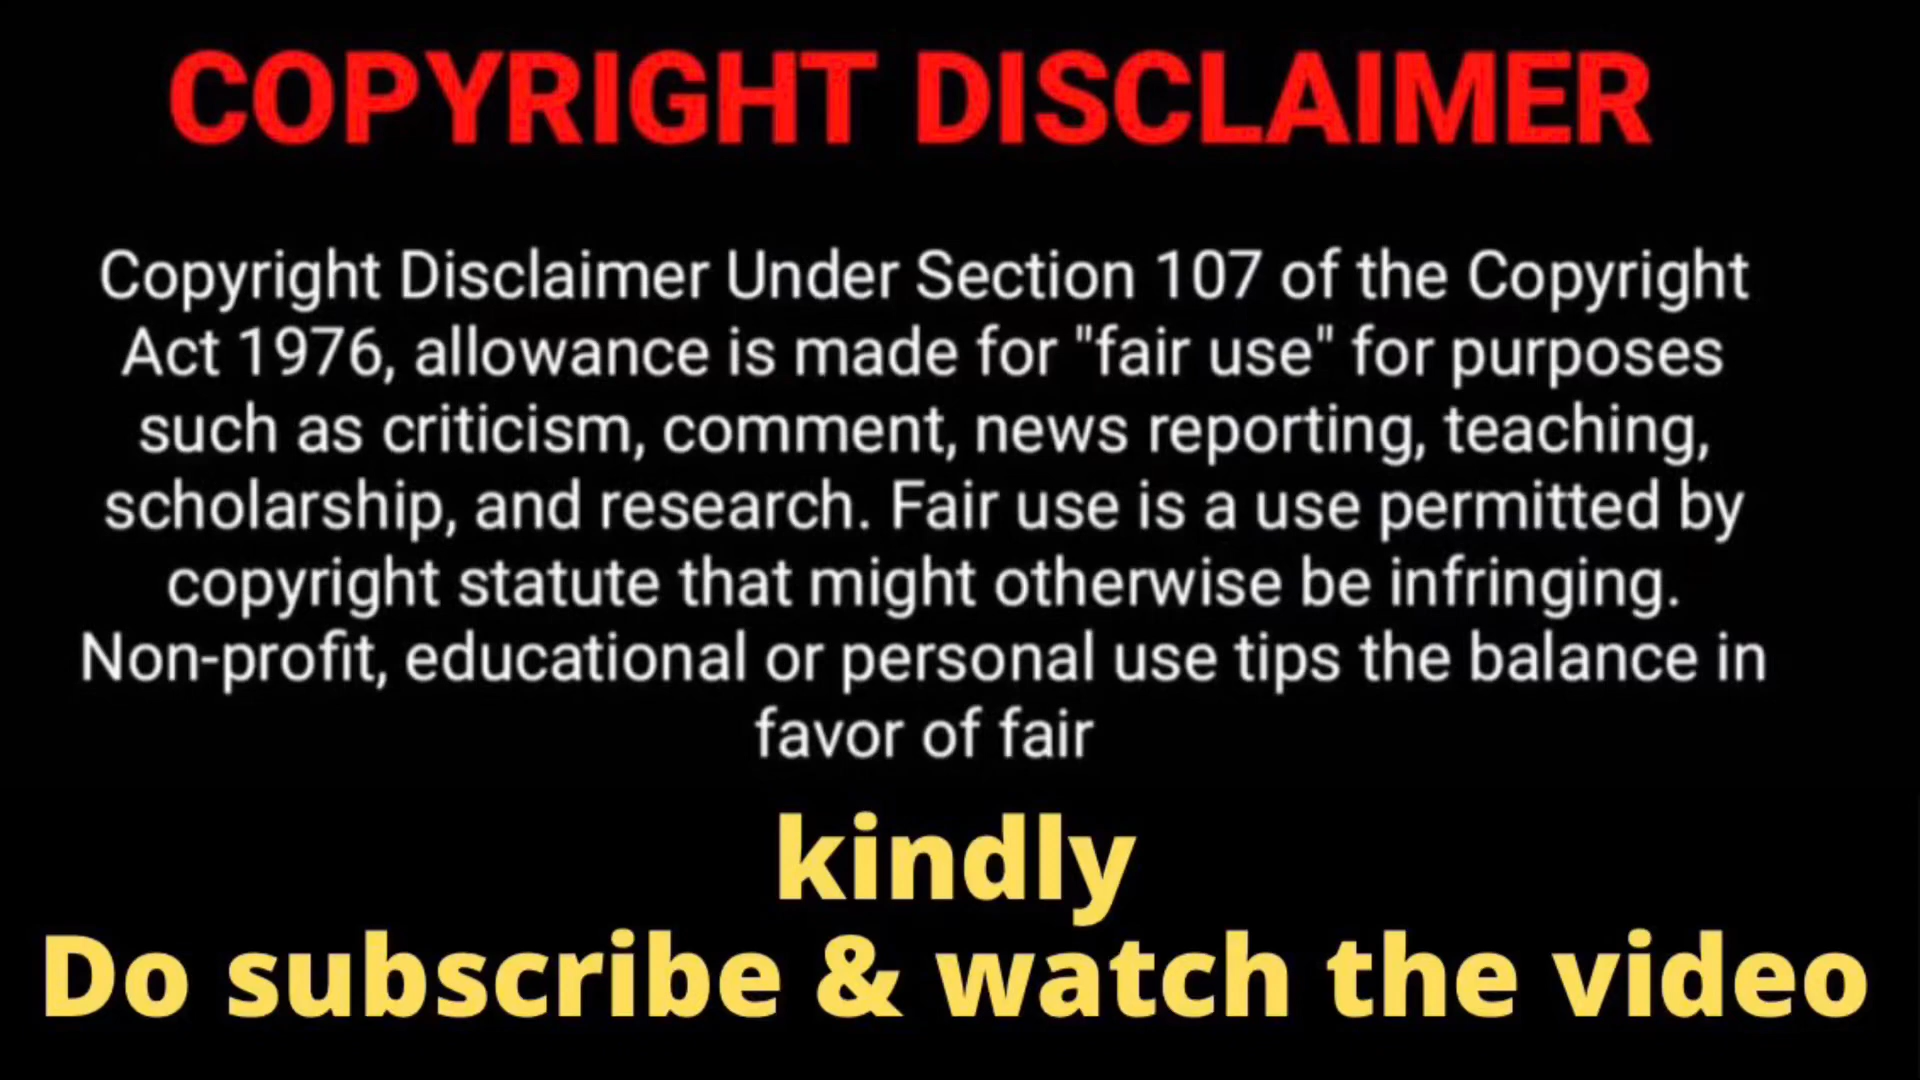 COPYRIGHT DISCLAIMER
Copyright Disclaimer Under Section 107 of the Copyright
Act 1976, allowance is made for "fair use" for purposes
such as criticism, comment, news reporting, teaching,
scholarship, and research. Fair use is a use permitted by
copyright statute that might otherwise be infringing.
Non-profit, educational or personal use tips the balance in
favor of fair
kindly
Do subscribe & watch the video